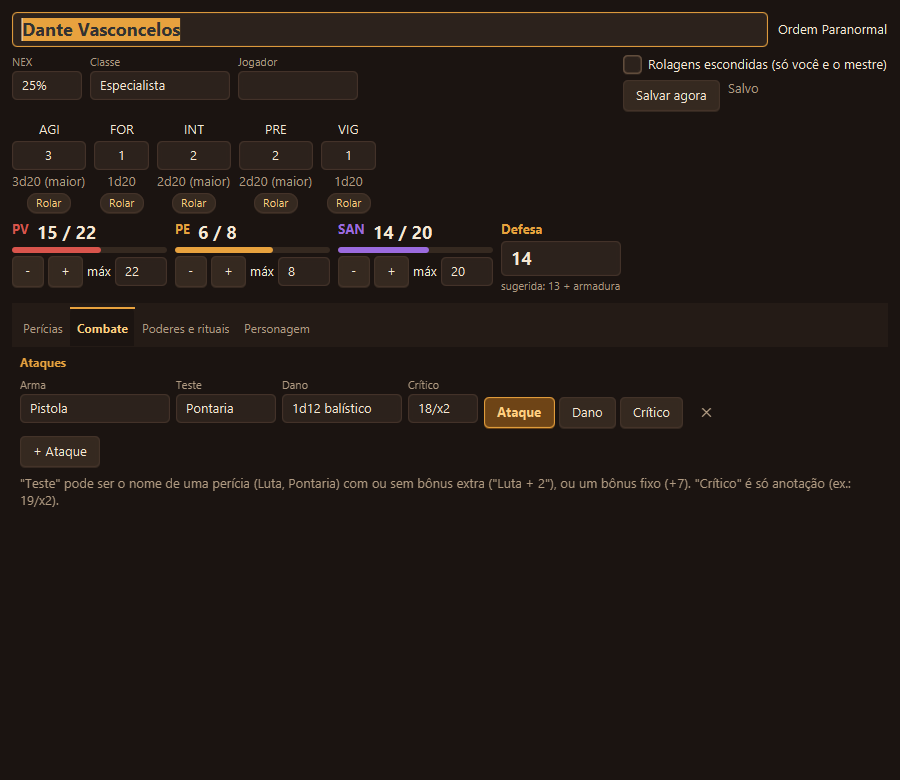 Dante Vasconcelos Ordem Paranormal
NEX Classe Jogador
25% Especialista
Rolagens escondidas (só você e o mestre)
Salvar agora Salvo
AGI FOR INT PRE VIG
3 1 2 2 1
3d20 (maior) 1d20 2d20 (maior) 2d20 (maior) 1d20
Rolar Rolar Rolar Rolar Rolar
PV 15 / 22 PE 6 / 8 SAN 14 / 20 Defesa
14
- + máx 22 - + máx 8 - + máx 20
sugerida: 13 + armadura
Perícias Combate Poderes e rituais Personagem
Ataques
Arma Teste Dano Crítico
Pistola Pontaria 1d12 balístico 18/x2 Ataque Dano Crítico ×
+ Ataque
"Teste" pode ser o nome de uma perícia (Luta, Pontaria) com ou sem bônus extra ("Luta + 2"), ou um bônus fixo (+7). "Crítico" é só anotação (ex.:
19/x2).